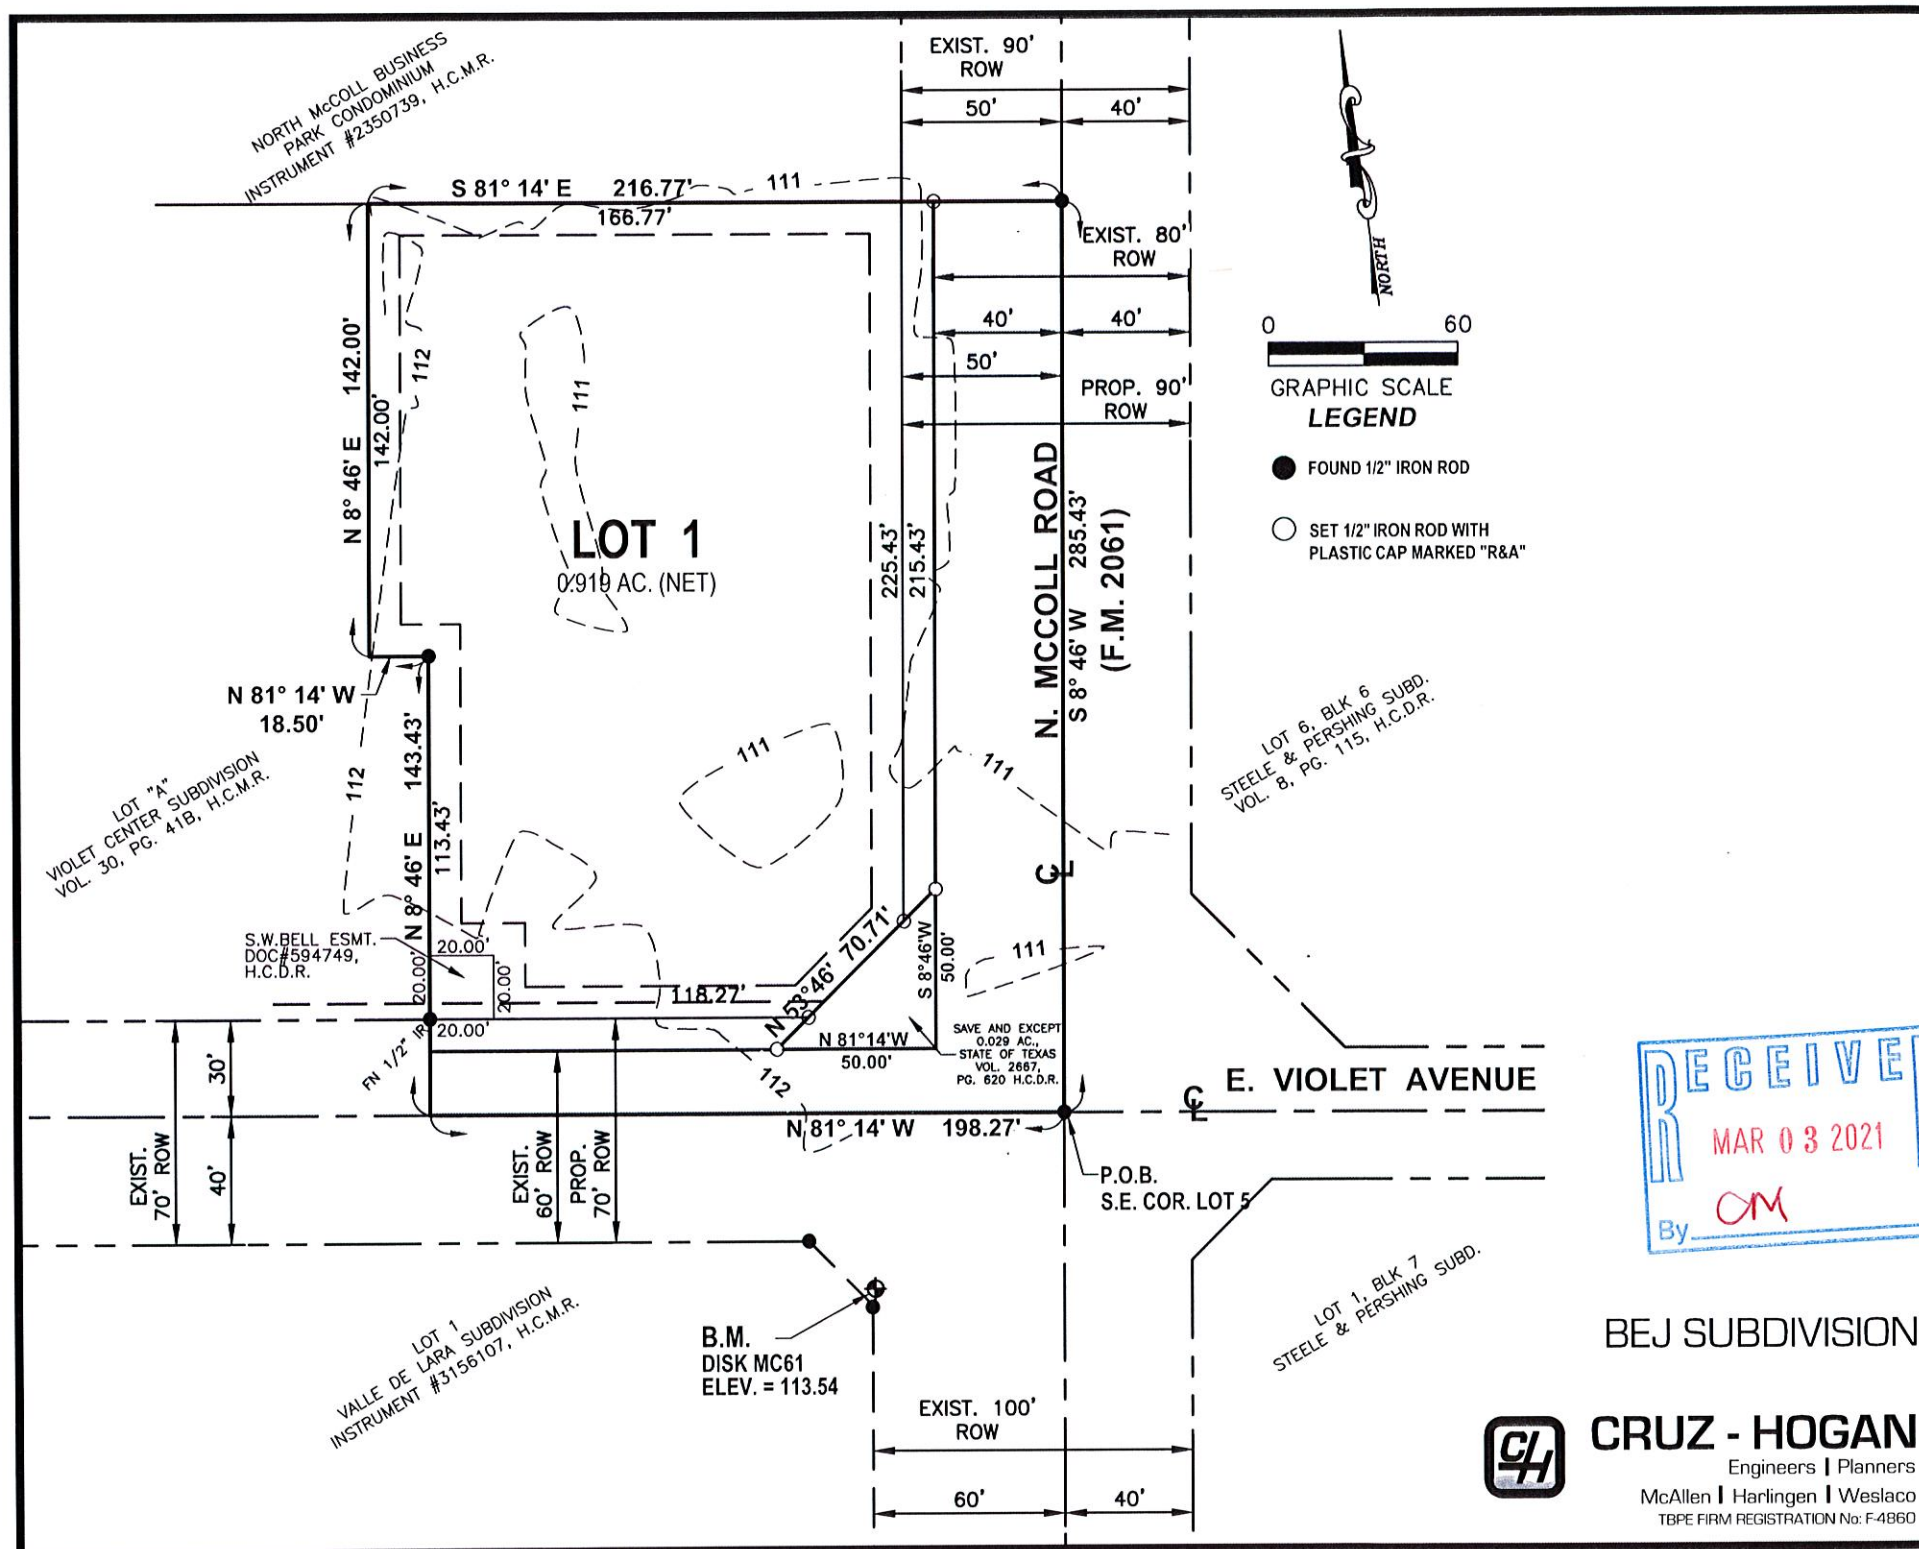 NORTH McCOLL BUSINESS
PARK CONDOMINIUM
INSTRUMENT #2350739, H.C.M.R.
EXIST. 90'
ROW
50'
40'
S 81° 14' E 216.77'
166.77'
111
EXIST. 80'
ROW
40'
40'
50'
PROP. 90'
ROW
NORTH
0
60
GRAPHIC SCALE
LEGEND
FOUND 1/2" IRON ROD
SET 1/2" IRON ROD WITH
PLASTIC CAP MARKED "R&A"
N 8° 46' E 142.00'
142.00'
112
111
LOT 1
0.919 AC. (NET)
225.43'
215.43'
N. MCCOLL ROAD
S 8° 46' W 285.43'
(F.M. 2061)
N 81° 14' W
18.50'
LOT 6, BLK 6
STEELE & PERSHING SUBD.
VOL. 8, PG. 115, H.C.D.R.
LOT "A"
VIOLET CENTER SUBDIVISION
VOL. 30, PG. 41B, H.C.M.R.
112
N 8° 46' E 143.43'
113.43'
111
111
CL
S.W.BELL ESMT.
DOC#594749,
H.C.D.R.
20.00'
20.00'
20.00'
20.00'
118.27'
N 53°46' 70.71'
S 8°46'W
50.00'
111
N 81°14'W
50.00'
SAVE AND EXCEPT
0.029 AC.,
STATE OF TEXAS
VOL. 2667,
PG. 620 H.C.D.R.
FN 1/2" IR
112
30'
40'
EXIST.
70' ROW
EXIST.
60' ROW
PROP.
70' ROW
N 81° 14' W 198.27'
CL
E. VIOLET AVENUE
P.O.B.
S.E. COR. LOT 5
RECEIVE
MAR 03 2021
By OM
B.M.
DISK MC61
ELEV. = 113.54
LOT 1
VALLE DE LARA SUBDIVISION
INSTRUMENT #3156107, H.C.M.R.
LOT 1, BLK 7
STEELE & PERSHING SUBD.
EXIST. 100'
ROW
60'
40'
BEJ SUBDIVISION
CLH
CRUZ - HOGAN
Engineers | Planners
McAllen | Harlingen | Weslaco
TBPE FIRM REGISTRATION No: F-4860